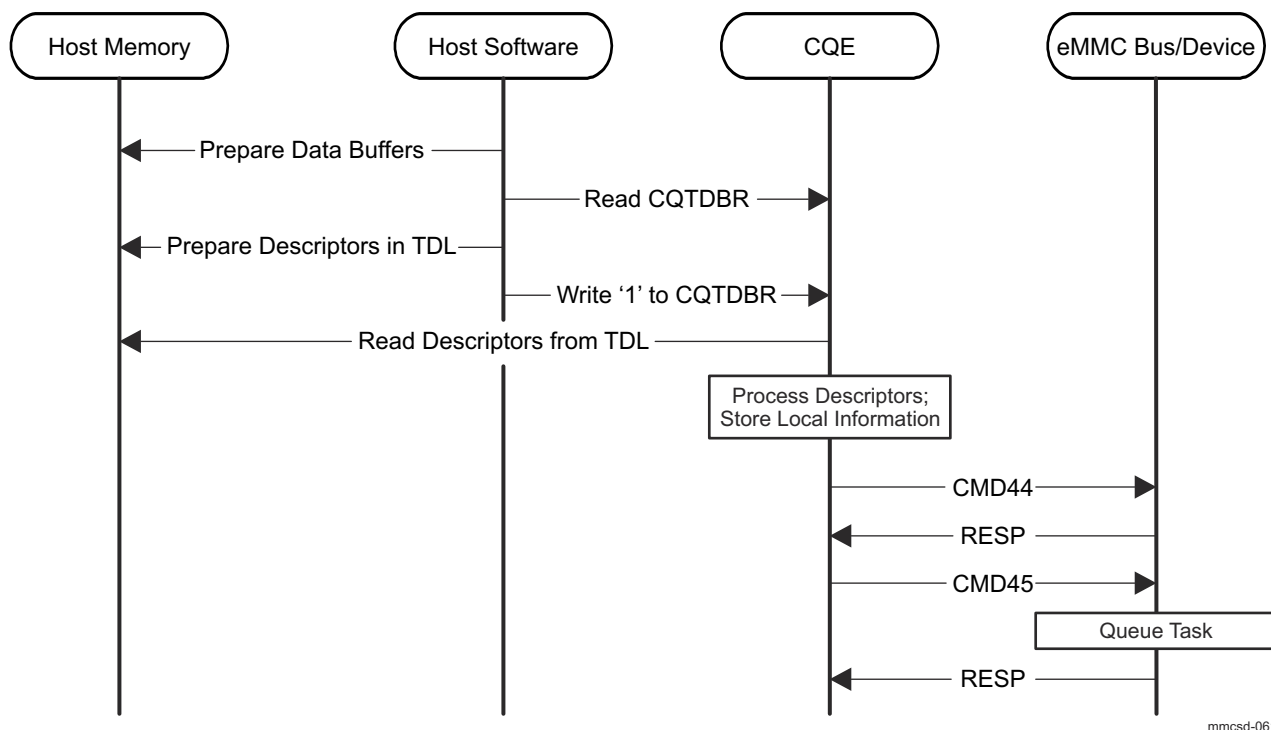 Host Memory
Host Software
CQE
eMMC Bus/Device
Prepare Data Buffers
Read CQTDBR
Prepare Descriptors in TDL
Write ‘1’ to CQTDBR
Read Descriptors from TDL
Process Descriptors;
Store Local Information
CMD44
RESP
CMD45
Queue Task
RESP
mmcsd-06